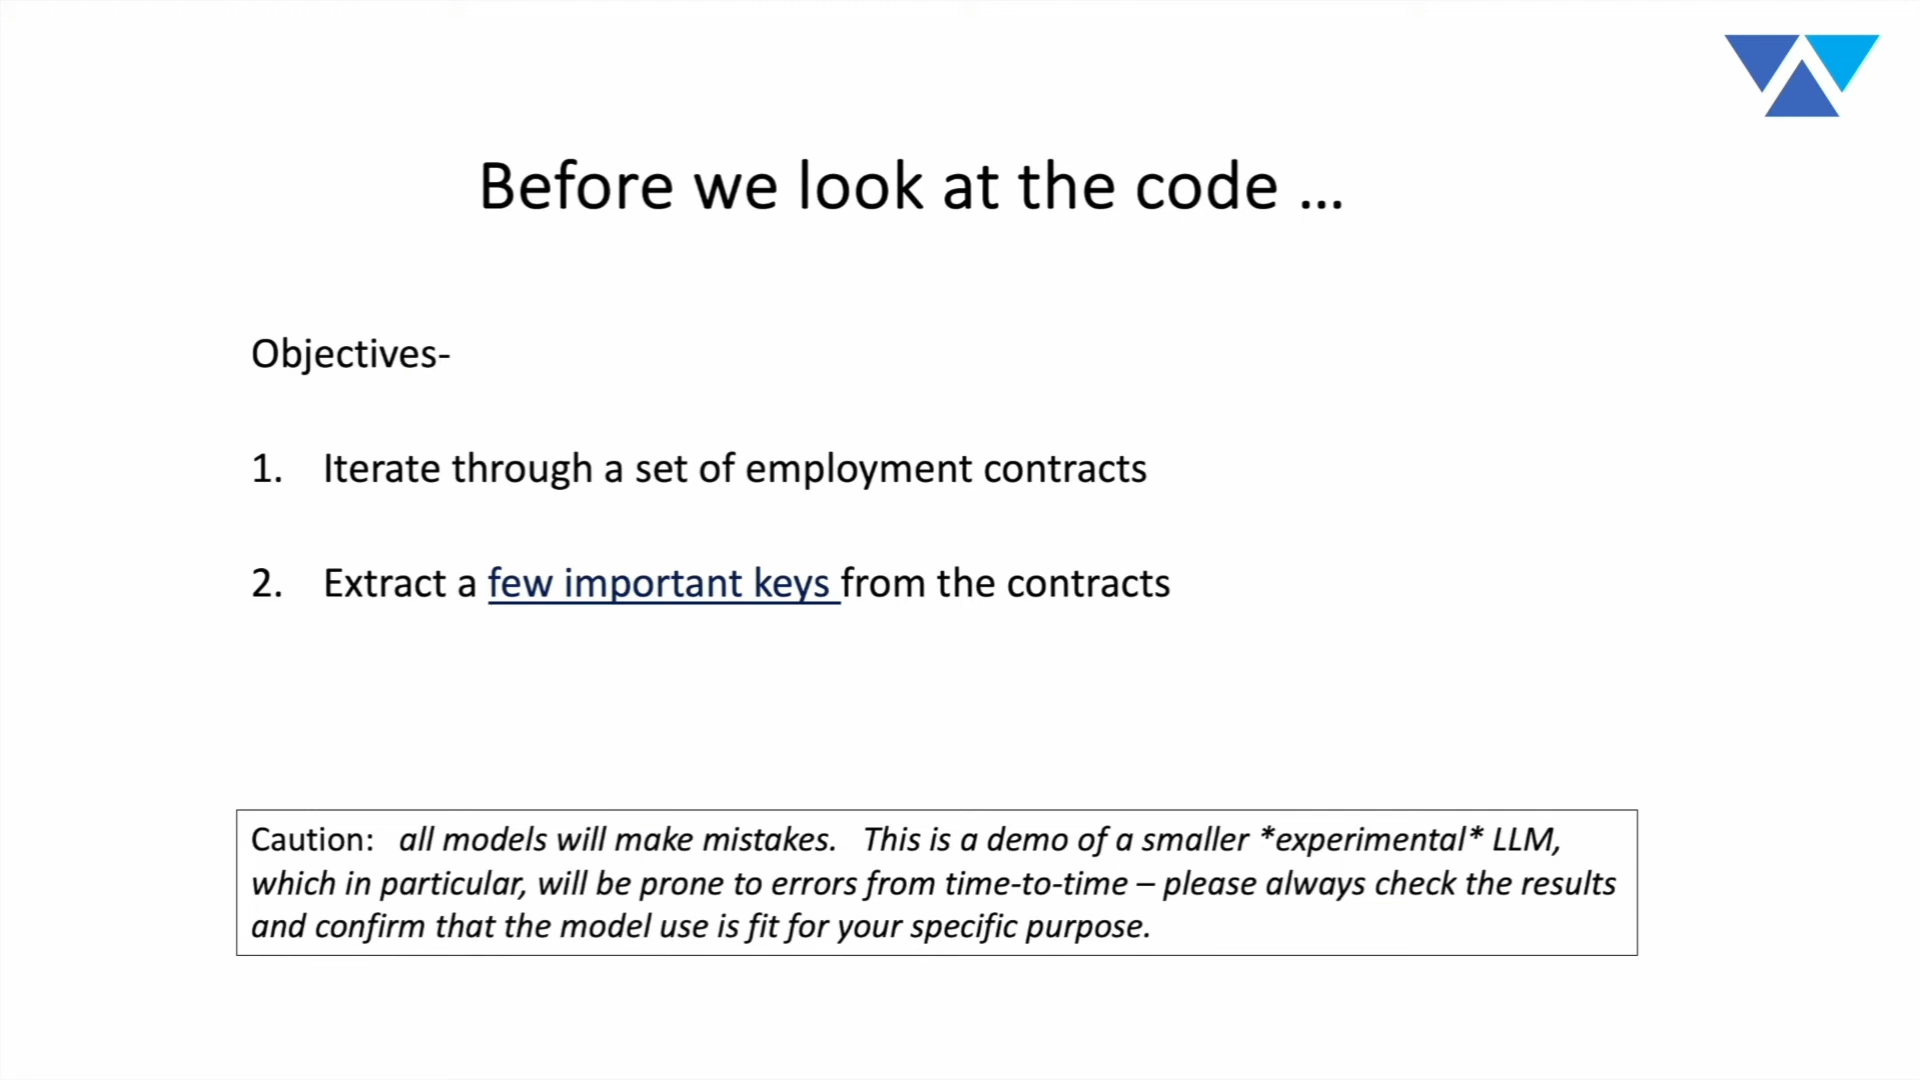 Before we look at the code ...
Objectives-
1. Iterate through a set of employment contracts
2. Extract a few important keys from the contracts
Caution: all models will make mistakes. This is a demo of a smaller *experimental* LLM,
which in particular, will be prone to errors from time-to-time – please always check the results
and confirm that the model use is fit for your specific purpose.